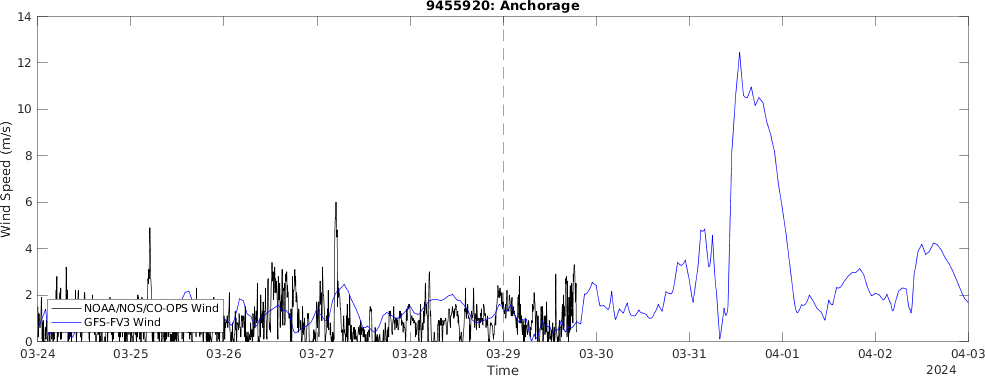 9455920: Anchorage
14
12
10
8
6
4
2
0
Wind Speed (m/s)
NOAA/NOS/CO-OPS Wind
GFS-FV3 Wind
03-24 03-25 03-26 03-27 03-28 03-29 03-30 03-31 04-01 04-02 04-03
Time 2024